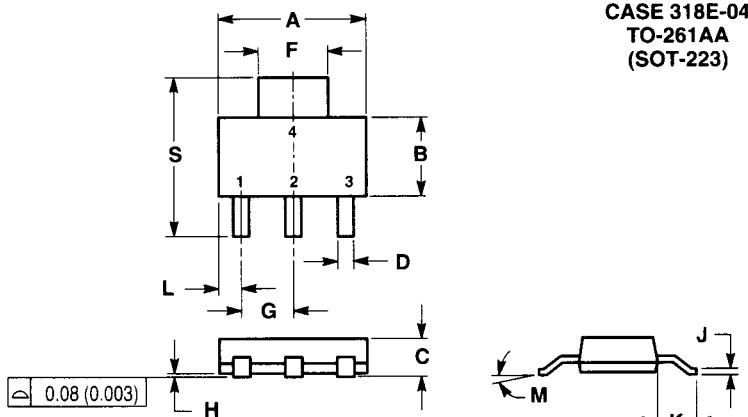 CASE 318E-04
TO-261AA
(SOT-223)
A
F
4
S
B
1 2 3
D
L
G
C
J
0.08 (0.003)
H
M
K